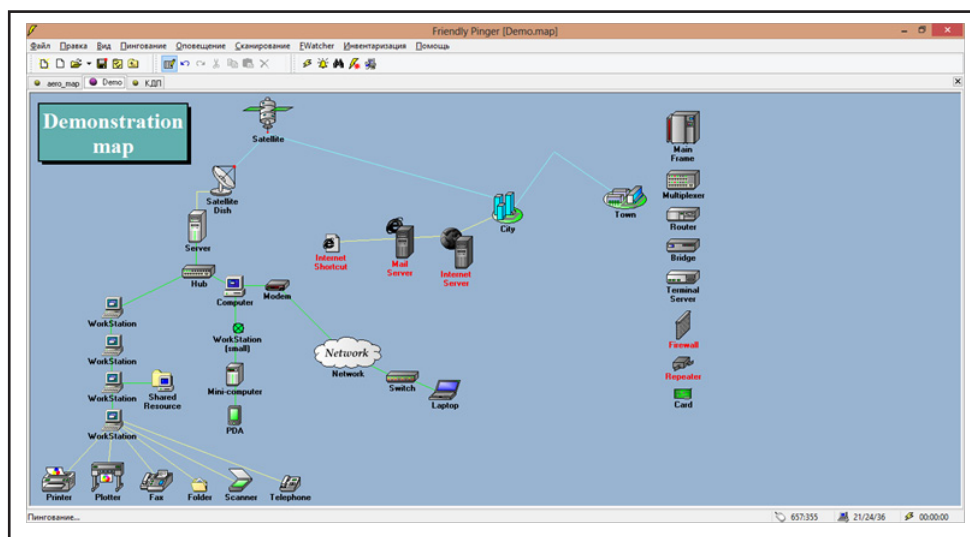 Friendly Pinger [Demo.map]
Файл Правка Вид Пингование Оповещение Сканирование FWatcher Инвентаризация Помощь
aero_map Demo КДП
Demonstration
map
Satellite
Main
Frame
Satellite
Dish
Multiplexer
City
Town
Router
Server
Internet
Shortcut
Mail
Server
Internet
Server
Bridge
Hub
Computer
Modem
Terminal
Server
WorkStation
WorkStation
(small)
Firewall
WorkStation
Network
Network
Repeater
WorkStation
Shared
Resource
Mini-computer
Switch
Laptop
Card
WorkStation
PDA
Printer Plotter Fax Folder Scanner Telephone
Пингование... 657:355 21/24/36 00:00:00